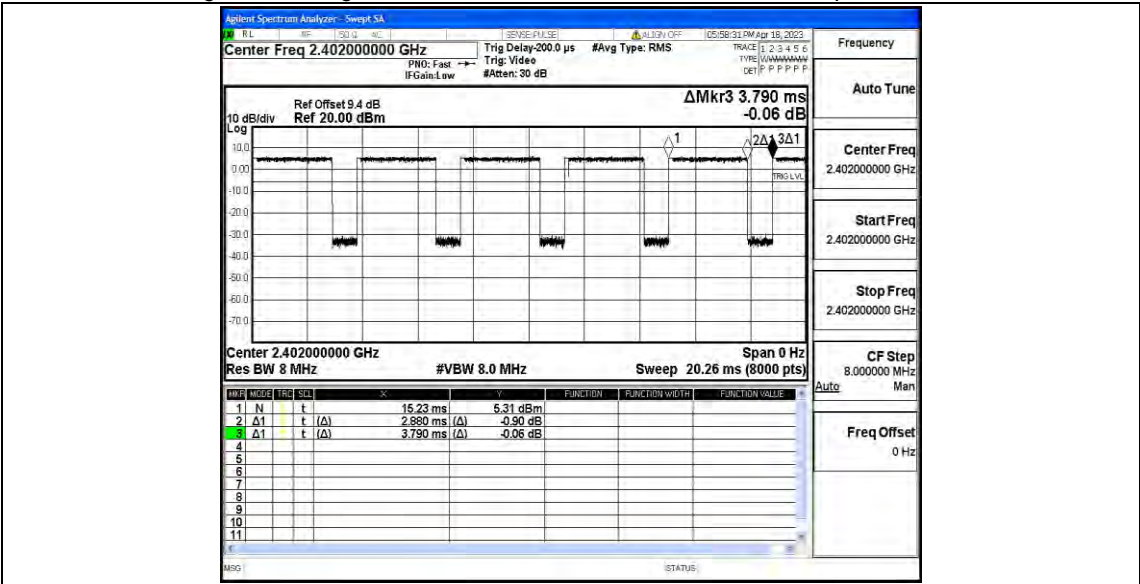 Agilent Spectrum Analyzer - Swept SA
RL RF 50 Ω AC SENSE:PULSE ALIGN OFF 05:58:31 PM Apr 18, 2023
Center Freq 2.402000000 GHz
PNO: Fast
IFGain:Low
Trig Delay-200.0 µs
Trig: Video
#Atten: 30 dB
#Avg Type: RMS
TRACE 1 2 3 4 5 6
TYPE
DET P P P P P P
ΔMkr3 3.790 ms
-0.06 dB
Ref Offset 9.4 dB
10 dB/div Ref 20.00 dBm
Log
10.0
0.00
-10.0
-20.0
-30.0
-40.0
-50.0
-60.0
-70.0
1 2Δ1 3Δ1
TRIG LVL
Center 2.402000000 GHz Span 0 Hz
Res BW 8 MHz #VBW 8.0 MHz Sweep 20.26 ms (8000 pts)
MKR MODE TRC SCL X Y FUNCTION FUNCTION WIDTH FUNCTION VALUE
1 N t 15.23 ms 5.31 dBm
2 Δ1 t (Δ) 2.880 ms (Δ) -0.90 dB
3 Δ1 t (Δ) 3.790 ms (Δ) -0.06 dB
4
5
6
7
8
9
10
11
MSG STATUS
Frequency
Auto Tune
Center Freq
2.402000000 GHz
Start Freq
2.402000000 GHz
Stop Freq
2.402000000 GHz
CF Step
8.000000 MHz
Auto Man
Freq Offset
0 Hz